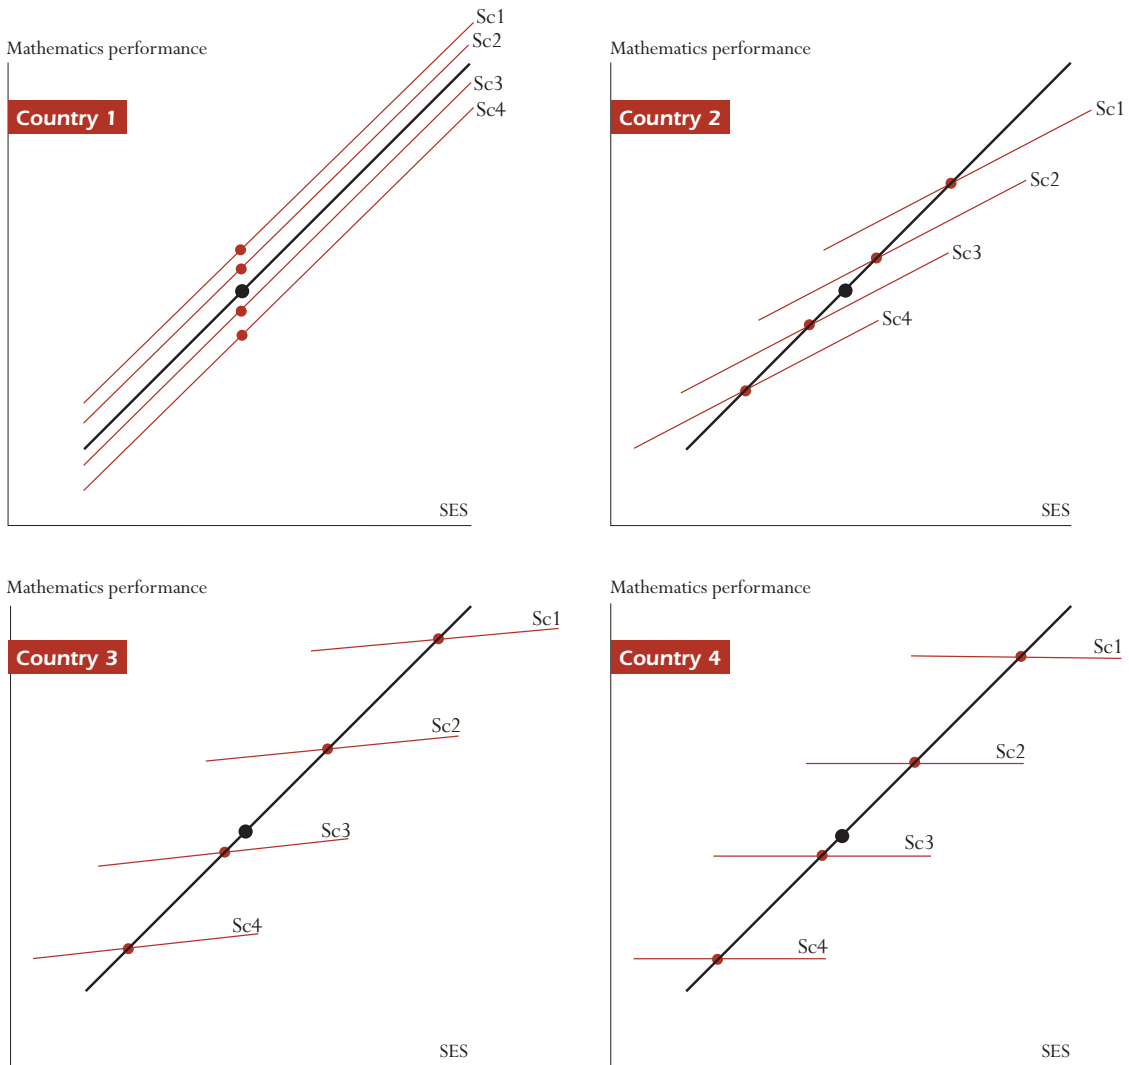 Mathematics performance
Country 1
Sc1
Sc2
Sc3
Sc4
SES
Mathematics performance
Country 2
Sc1
Sc2
Sc3
Sc4
SES
Mathematics performance
Country 3
Sc1
Sc2
Sc3
Sc4
SES
Mathematics performance
Country 4
Sc1
Sc2
Sc3
Sc4
SES